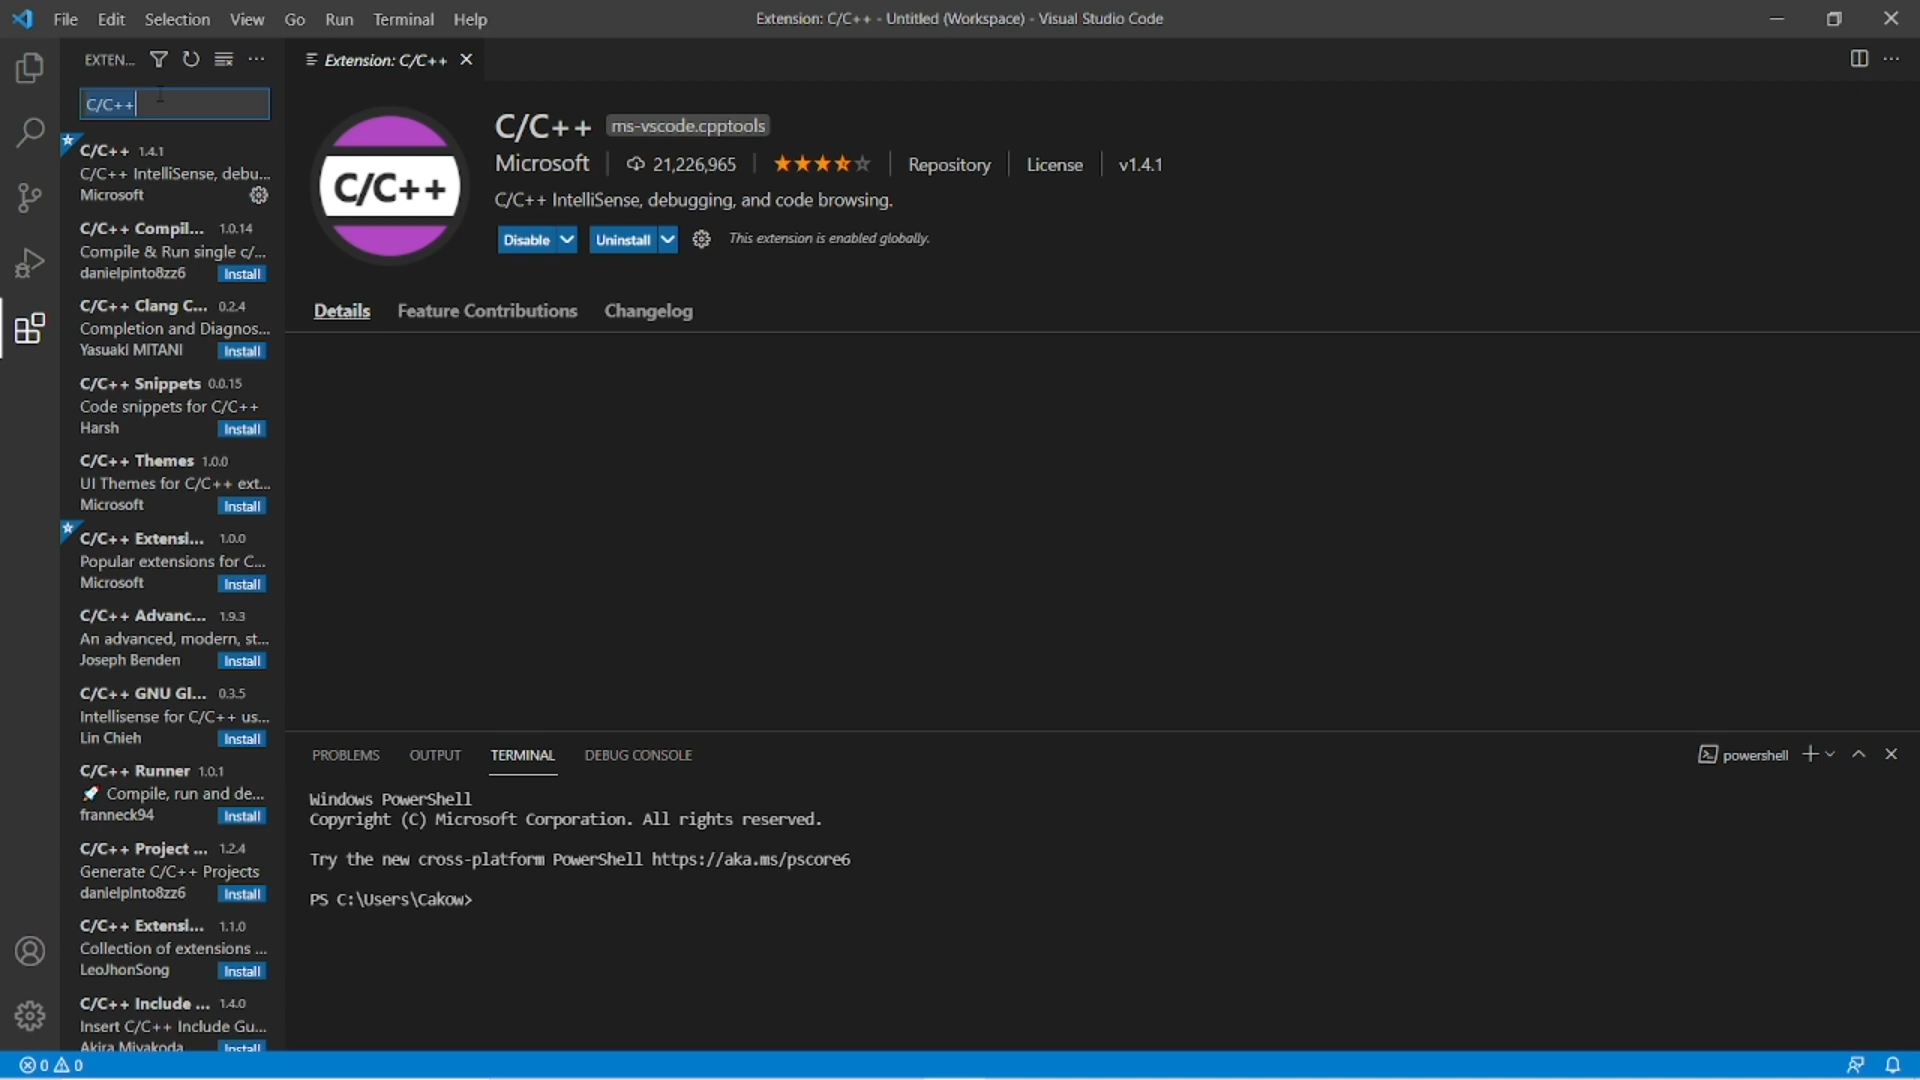 File Edit Selection View Go Run Terminal Help
Extension: C/C++ - Untitled (Workspace) - Visual Studio Code
EXTEN...
C/C++
C/C++ 1.4.1
C/C++ IntelliSense, debu...
Microsoft
C/C++ Compil... 1.0.14
Compile & Run single c/...
danielpinto8zz6 Install
C/C++ Clang C... 0.2.4
Completion and Diagnos...
Yasuaki MITANI Install
C/C++ Snippets 0.0.15
Code snippets for C/C++
Harsh Install
C/C++ Themes 1.0.0
UI Themes for C/C++ ext...
Microsoft Install
C/C++ Extensi... 1.0.0
Popular extensions for C...
Microsoft Install
C/C++ Advanc... 1.9.3
An advanced, modern, st...
Joseph Benden Install
C/C++ GNU Gl... 0.3.5
Intellisense for C/C++ us...
Lin Chieh Install
C/C++ Runner 1.0.1
🚀 Compile, run and de...
franneck94 Install
C/C++ Project ... 1.2.4
Generate C/C++ Projects
danielpinto8zz6 Install
C/C++ Extensi... 1.1.0
Collection of extensions ...
LeoJhonSong Install
C/C++ Include ... 1.4.0
Insert C/C++ Include Gu...
Akira Miyakoda Install
Extension: C/C++
C/C++
C/C++ ms-vscode.cpptools
Microsoft 21,226,965 ★★★★☆ Repository License v1.4.1
C/C++ IntelliSense, debugging, and code browsing.
Disable Uninstall This extension is enabled globally.
Details Feature Contributions Changelog
PROBLEMS OUTPUT TERMINAL DEBUG CONSOLE
powershell
Windows PowerShell
Copyright (C) Microsoft Corporation. All rights reserved.
Try the new cross-platform PowerShell https://aka.ms/pscore6
PS C:\Users\Cakow>
0 0